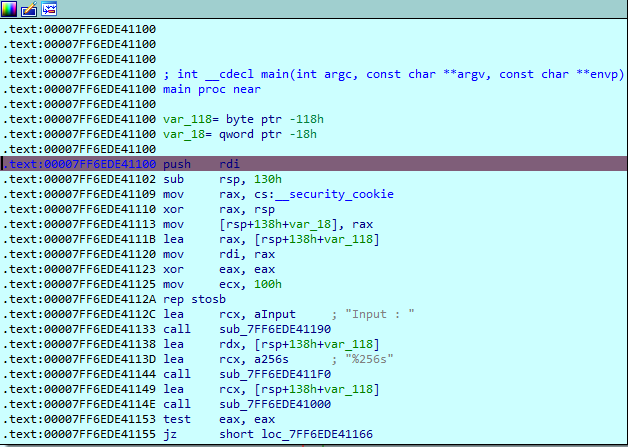 .text:00007FF6EDE41100
.text:00007FF6EDE41100
.text:00007FF6EDE41100
.text:00007FF6EDE41100 ; int __cdecl main(int argc, const char **argv, const char **envp)
.text:00007FF6EDE41100 main proc near
.text:00007FF6EDE41100
.text:00007FF6EDE41100 var_118= byte ptr -118h
.text:00007FF6EDE41100 var_18= qword ptr -18h
.text:00007FF6EDE41100
.text:00007FF6EDE41100 push rdi
.text:00007FF6EDE41102 sub rsp, 130h
.text:00007FF6EDE41109 mov rax, cs:__security_cookie
.text:00007FF6EDE41110 xor rax, rsp
.text:00007FF6EDE41113 mov [rsp+138h+var_18], rax
.text:00007FF6EDE4111B lea rax, [rsp+138h+var_118]
.text:00007FF6EDE41120 mov rdi, rax
.text:00007FF6EDE41123 xor eax, eax
.text:00007FF6EDE41125 mov ecx, 100h
.text:00007FF6EDE4112A rep stosb
.text:00007FF6EDE4112C lea rcx, aInput ; "Input : "
.text:00007FF6EDE41133 call sub_7FF6EDE41190
.text:00007FF6EDE41138 lea rdx, [rsp+138h+var_118]
.text:00007FF6EDE4113D lea rcx, a256s ; "%256s"
.text:00007FF6EDE41144 call sub_7FF6EDE411F0
.text:00007FF6EDE41149 lea rcx, [rsp+138h+var_118]
.text:00007FF6EDE4114E call sub_7FF6EDE41000
.text:00007FF6EDE41153 test eax, eax
.text:00007FF6EDE41155 jz short loc_7FF6EDE41166